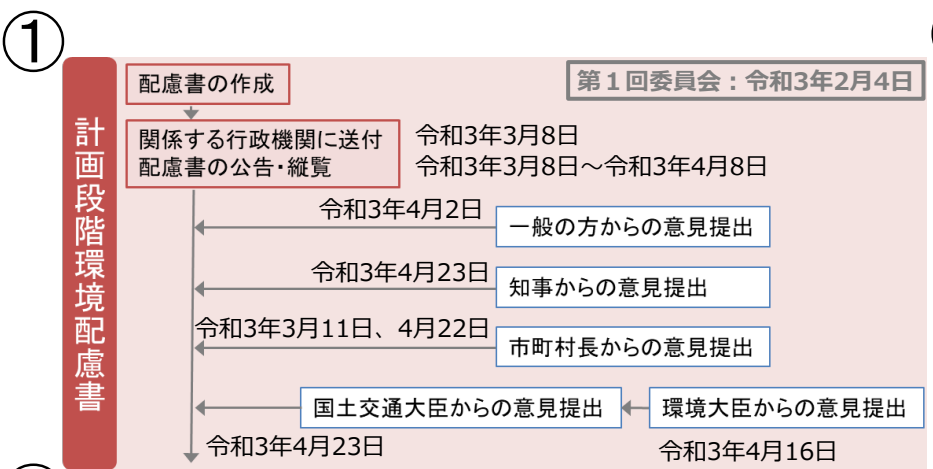 ①
計画段階環境配慮書
配慮書の作成
第1回委員会：令和3年2月4日
関係する行政機関に送付
配慮書の公告・縦覧
令和3年3月8日
令和3年3月8日～令和3年4月8日
令和3年4月2日
一般の方からの意見提出
令和3年4月23日
知事からの意見提出
令和3年3月11日、4月22日
市町村長からの意見提出
国土交通大臣からの意見提出
環境大臣からの意見提出
令和3年4月23日
令和3年4月16日